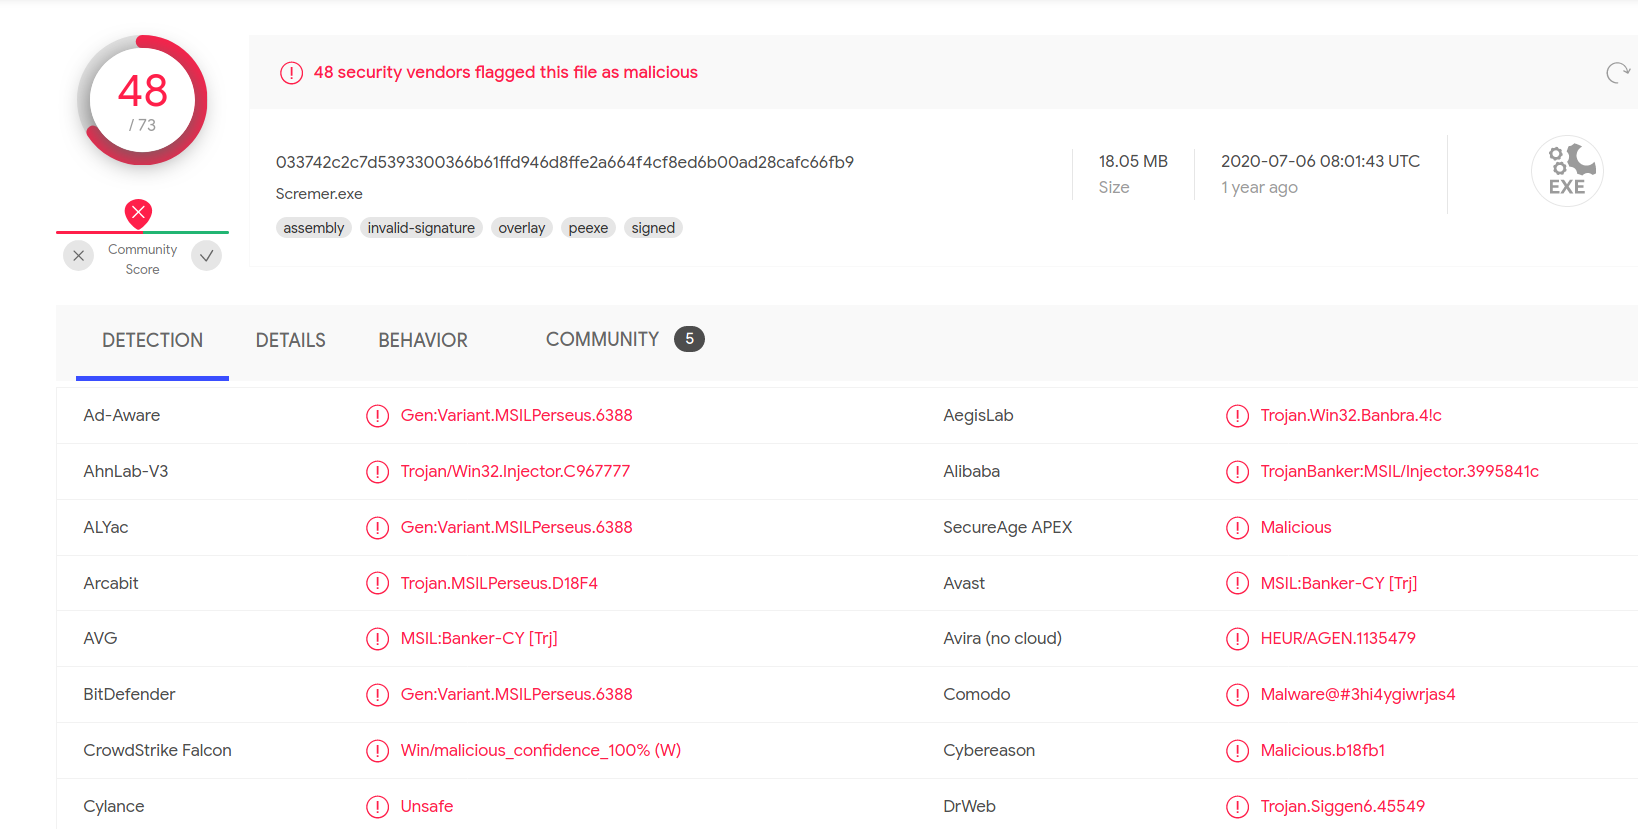 48
/ 73
Community
Score
48 security vendors flagged this file as malicious
033742c2c7d5393300366b61ffd946d8ffe2a664f4cf8ed6b00ad28cafc66fb9
Scremer.exe
assembly invalid-signature overlay peexe signed
18.05 MB
Size
2020-07-06 08:01:43 UTC
1 year ago
EXE
DETECTION DETAILS BEHAVIOR COMMUNITY 5
Ad-Aware Gen:Variant.MSILPerseus.6388 AegisLab Trojan.Win32.Banbra.4!c
AhnLab-V3 Trojan/Win32.Injector.C967777 Alibaba TrojanBanker:MSIL/Injector.3995841c
ALYac Gen:Variant.MSILPerseus.6388 SecureAge APEX Malicious
Arcabit Trojan.MSILPerseus.D18F4 Avast MSIL:Banker-CY [Trj]
AVG MSIL:Banker-CY [Trj] Avira (no cloud) HEUR/AGEN.1135479
BitDefender Gen:Variant.MSILPerseus.6388 Comodo Malware@#3hi4ygiwrjas4
CrowdStrike Falcon Win/malicious_confidence_100% (W) Cybereason Malicious.b18fb1
Cylance Unsafe DrWeb Trojan.Siggen6.45549